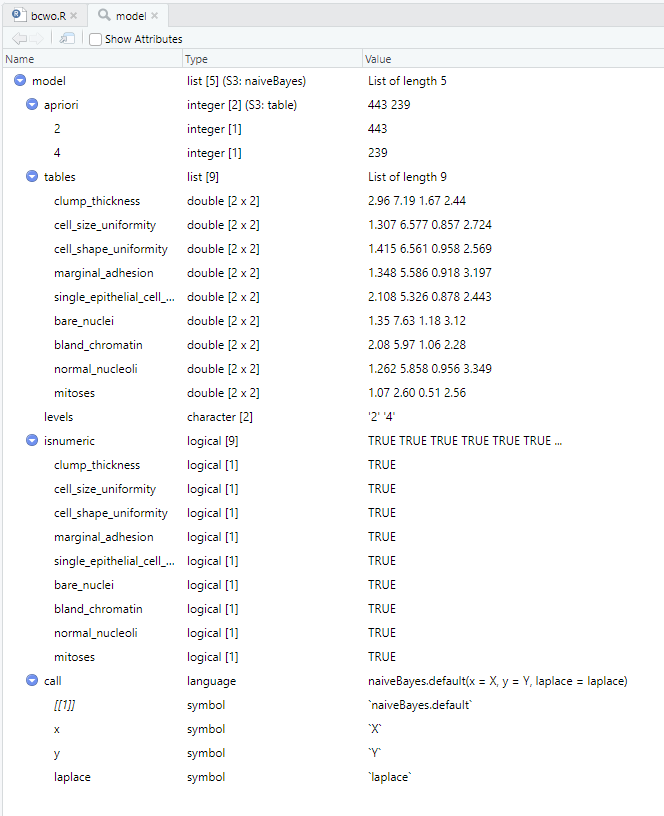 bcwo.R model
Show Attributes
Name Type Value
model list [5] (S3: naiveBayes) List of length 5
apriori integer [2] (S3: table) 443 239
2 integer [1] 443
4 integer [1] 239
tables list [9] List of length 9
clump_thickness double [2 x 2] 2.96 7.19 1.67 2.44
cell_size_uniformity double [2 x 2] 1.307 6.577 0.857 2.724
cell_shape_uniformity double [2 x 2] 1.415 6.561 0.958 2.569
marginal_adhesion double [2 x 2] 1.348 5.586 0.918 3.197
single_epithelial_cell_... double [2 x 2] 2.108 5.326 0.878 2.443
bare_nuclei double [2 x 2] 1.35 7.63 1.18 3.12
bland_chromatin double [2 x 2] 2.08 5.97 1.06 2.28
normal_nucleoli double [2 x 2] 1.262 5.858 0.956 3.349
mitoses double [2 x 2] 1.07 2.60 0.51 2.56
levels character [2] '2' '4'
isnumeric logical [9] TRUE TRUE TRUE TRUE TRUE TRUE ...
clump_thickness logical [1] TRUE
cell_size_uniformity logical [1] TRUE
cell_shape_uniformity logical [1] TRUE
marginal_adhesion logical [1] TRUE
single_epithelial_cell_... logical [1] TRUE
bare_nuclei logical [1] TRUE
bland_chromatin logical [1] TRUE
normal_nucleoli logical [1] TRUE
mitoses logical [1] TRUE
call language naiveBayes.default(x = X, y = Y, laplace = laplace)
[[1]] symbol `naiveBayes.default`
x symbol `X`
y symbol `Y`
laplace symbol `laplace`